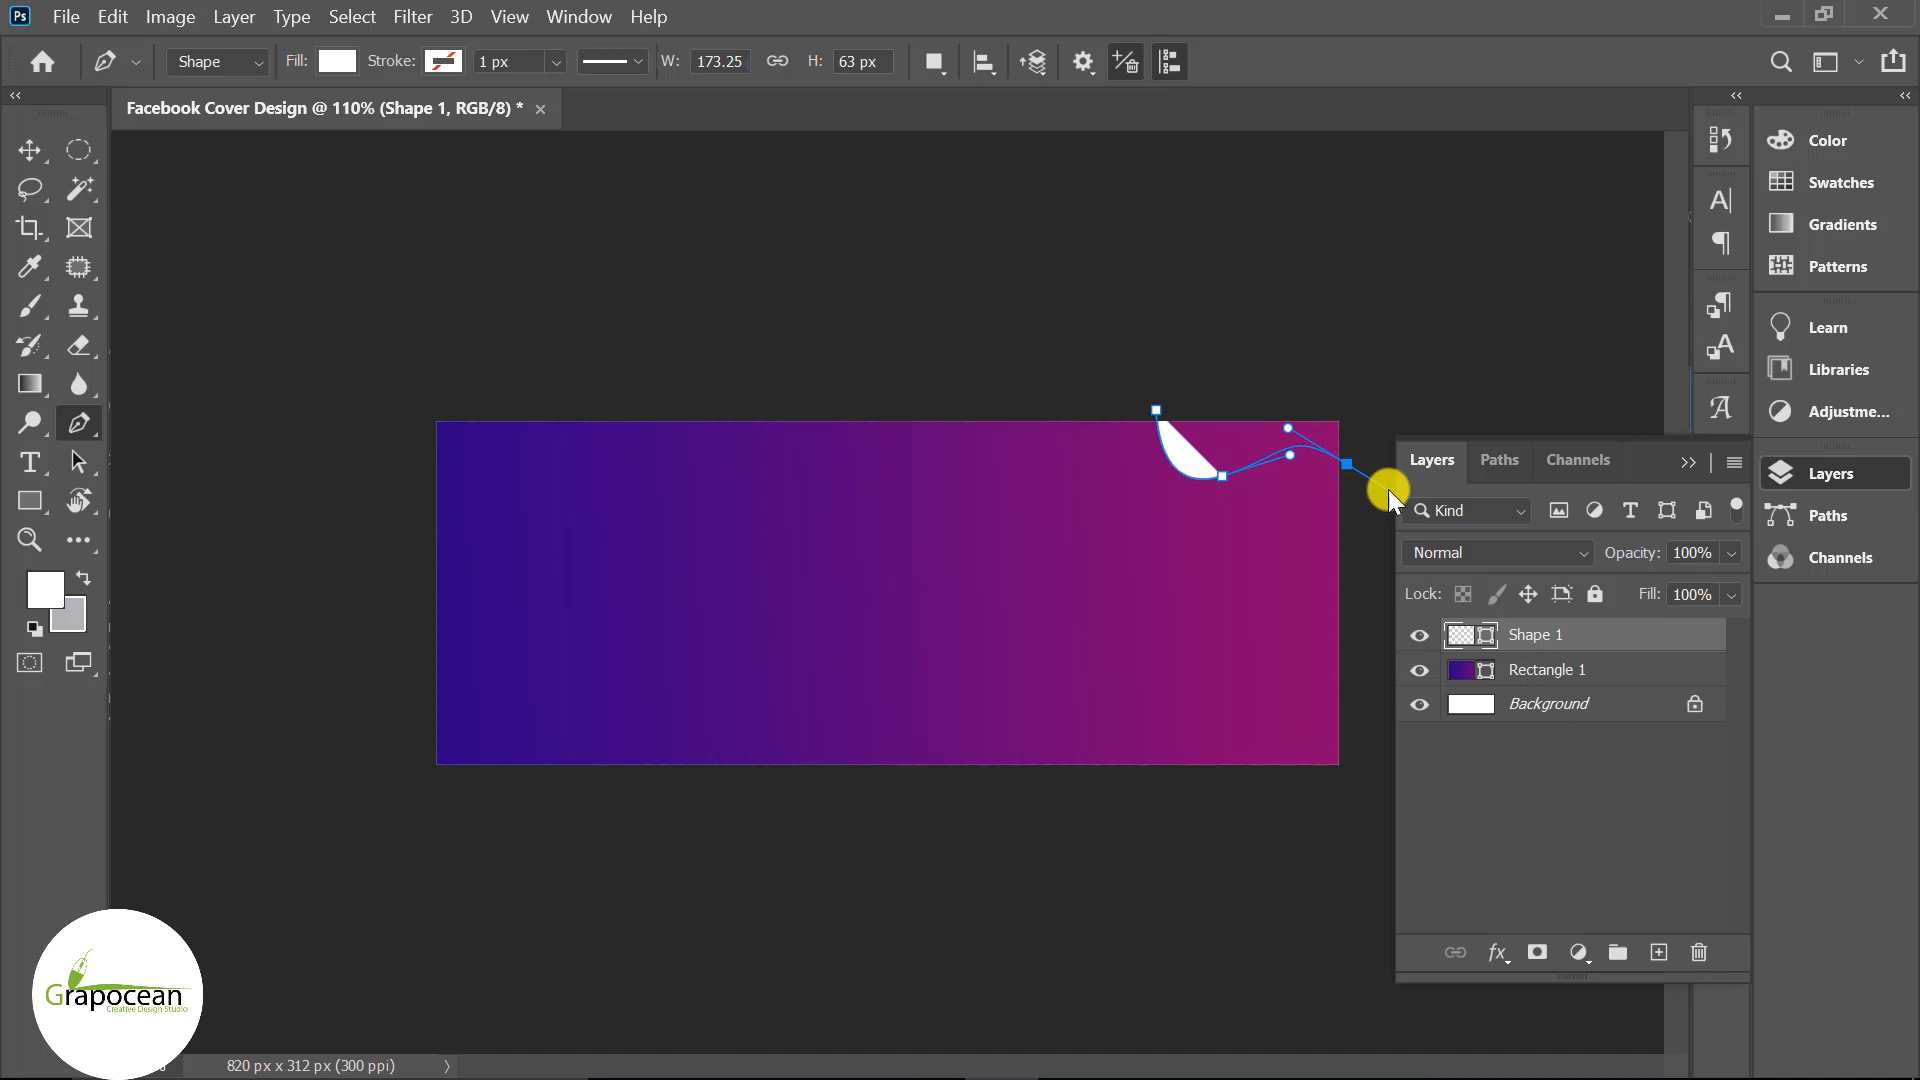 Ps File Edit Image Layer Type Select Filter 3D View Window Help
Shape Fill: Stroke: 1 px W: 173.25 H: 63 px
Facebook Cover Design @ 110% (Shape 1, RGB/8) *
Color
Swatches
Gradients
Patterns
Learn
Libraries
Adjustme...
Layers
Paths
Channels
Layers Paths Channels
Kind
Normal Opacity: 100%
Lock: Fill: 100%
Shape 1
Rectangle 1
Background
fx
Grapocean
Creative Design Studio
820 px x 312 px (300 ppi)